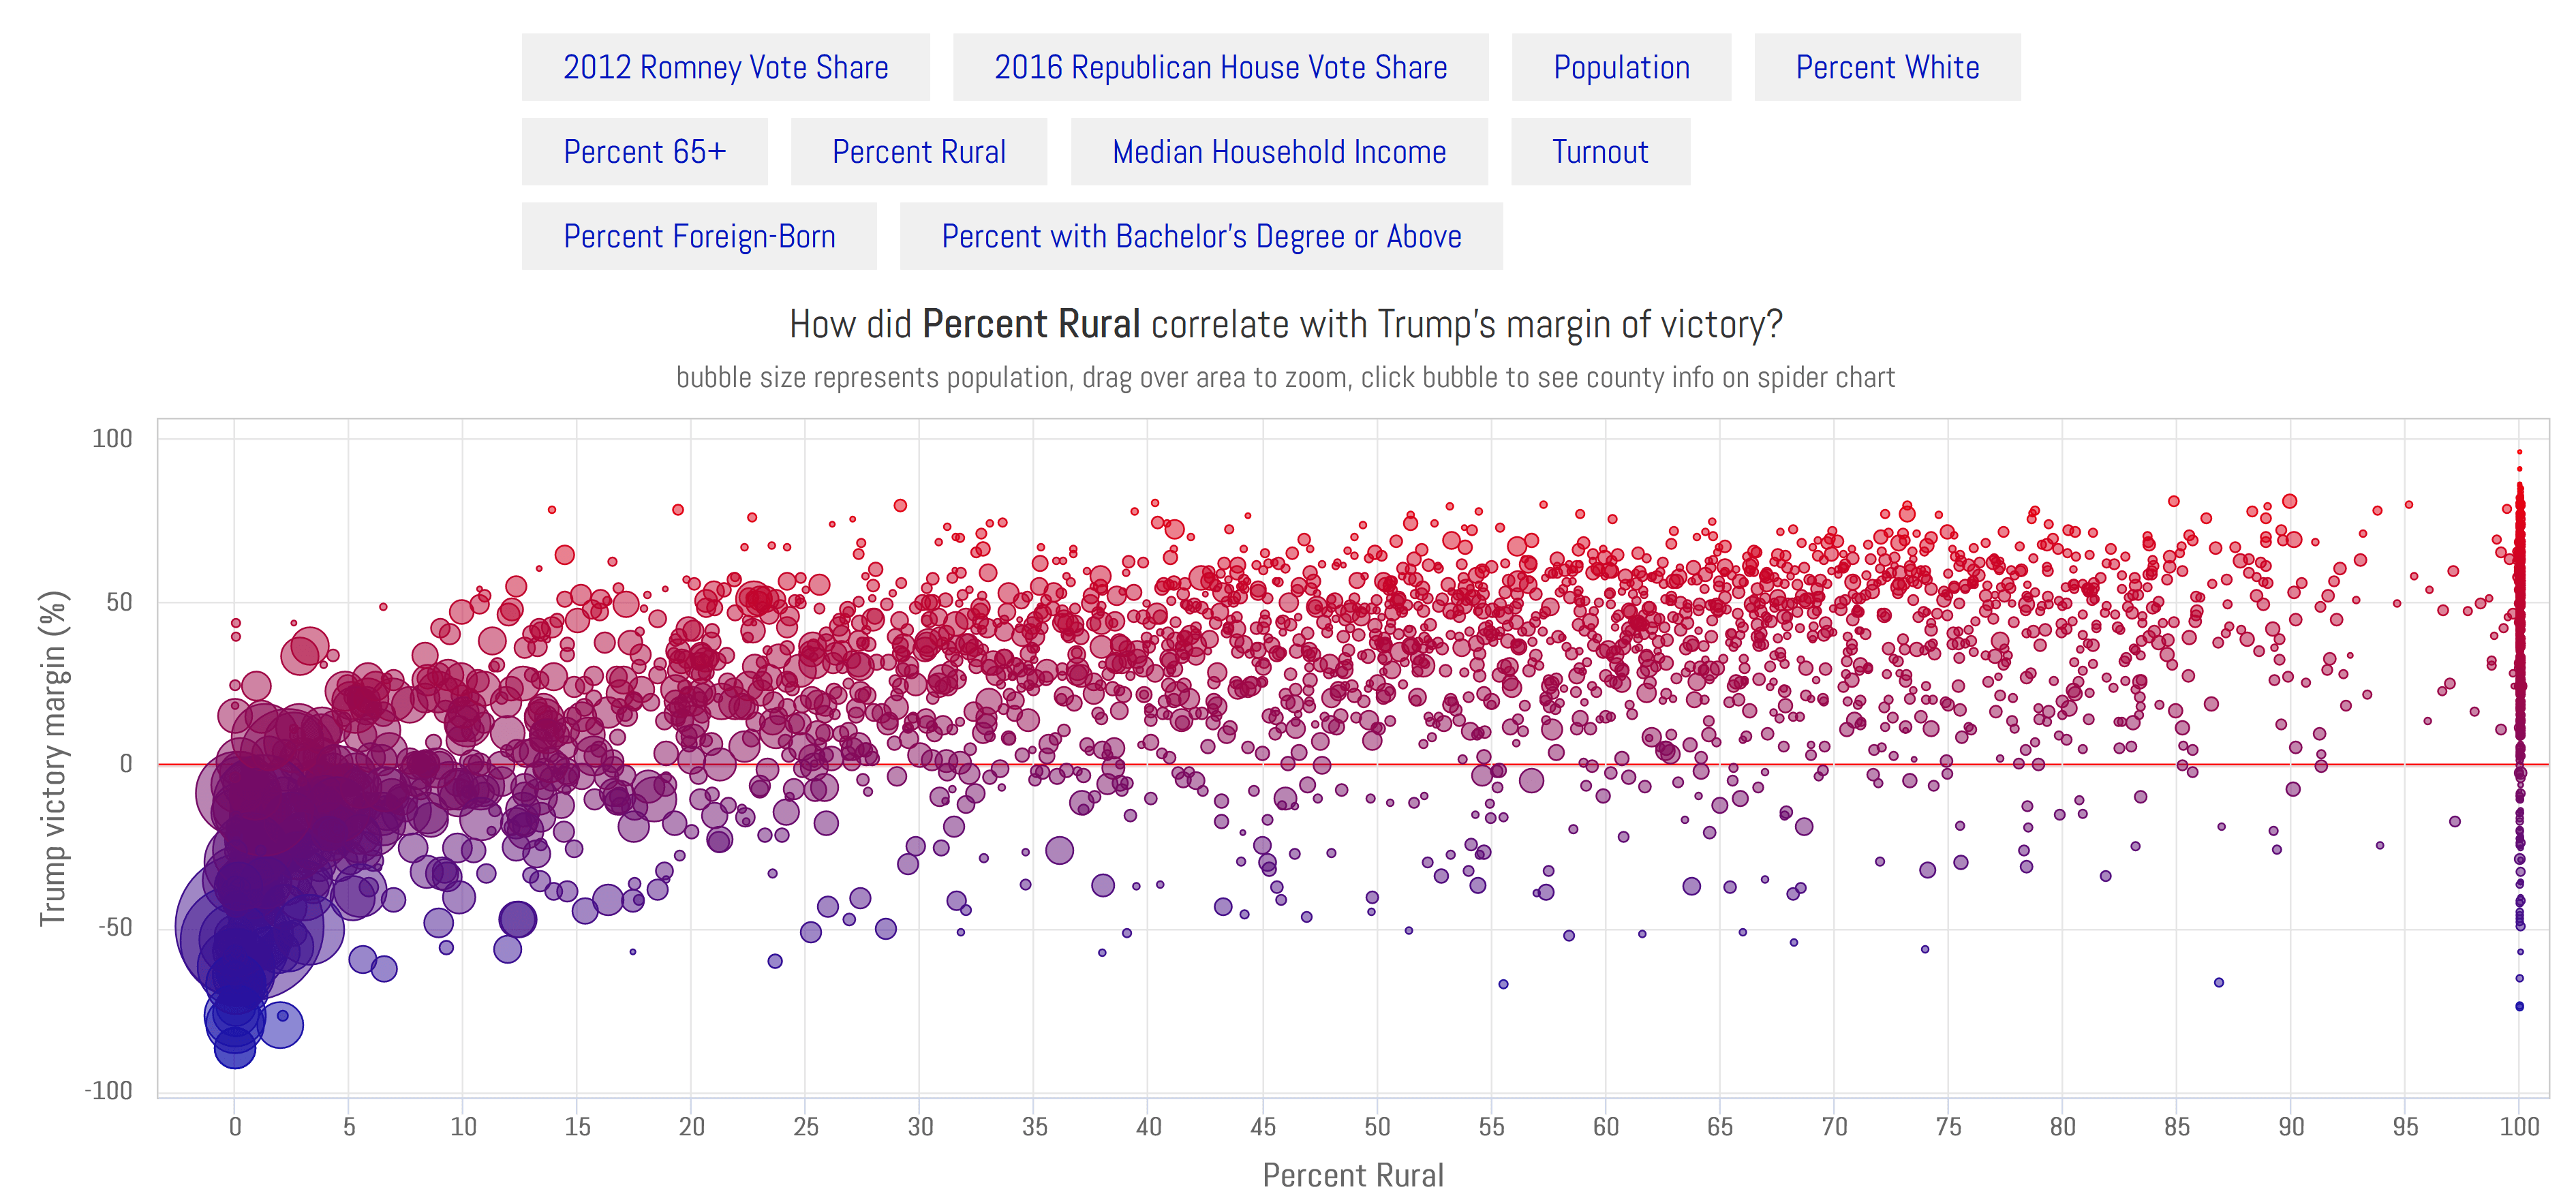 2012 Romney Vote Share 2016 Republican House Vote Share Population Percent White
Percent 65+ Percent Rural Median Household Income Turnout
Percent Foreign-Born Percent with Bachelor's Degree or Above
How did Percent Rural correlate with Trump's margin of victory?
bubble size represents population, drag over area to zoom, click bubble to see county info on spider chart
Trump victory margin (%)
100
50
0
-50
-100
0 5 10 15 20 25 30 35 40 45 50 55 60 65 70 75 80 85 90 95 100
Percent Rural